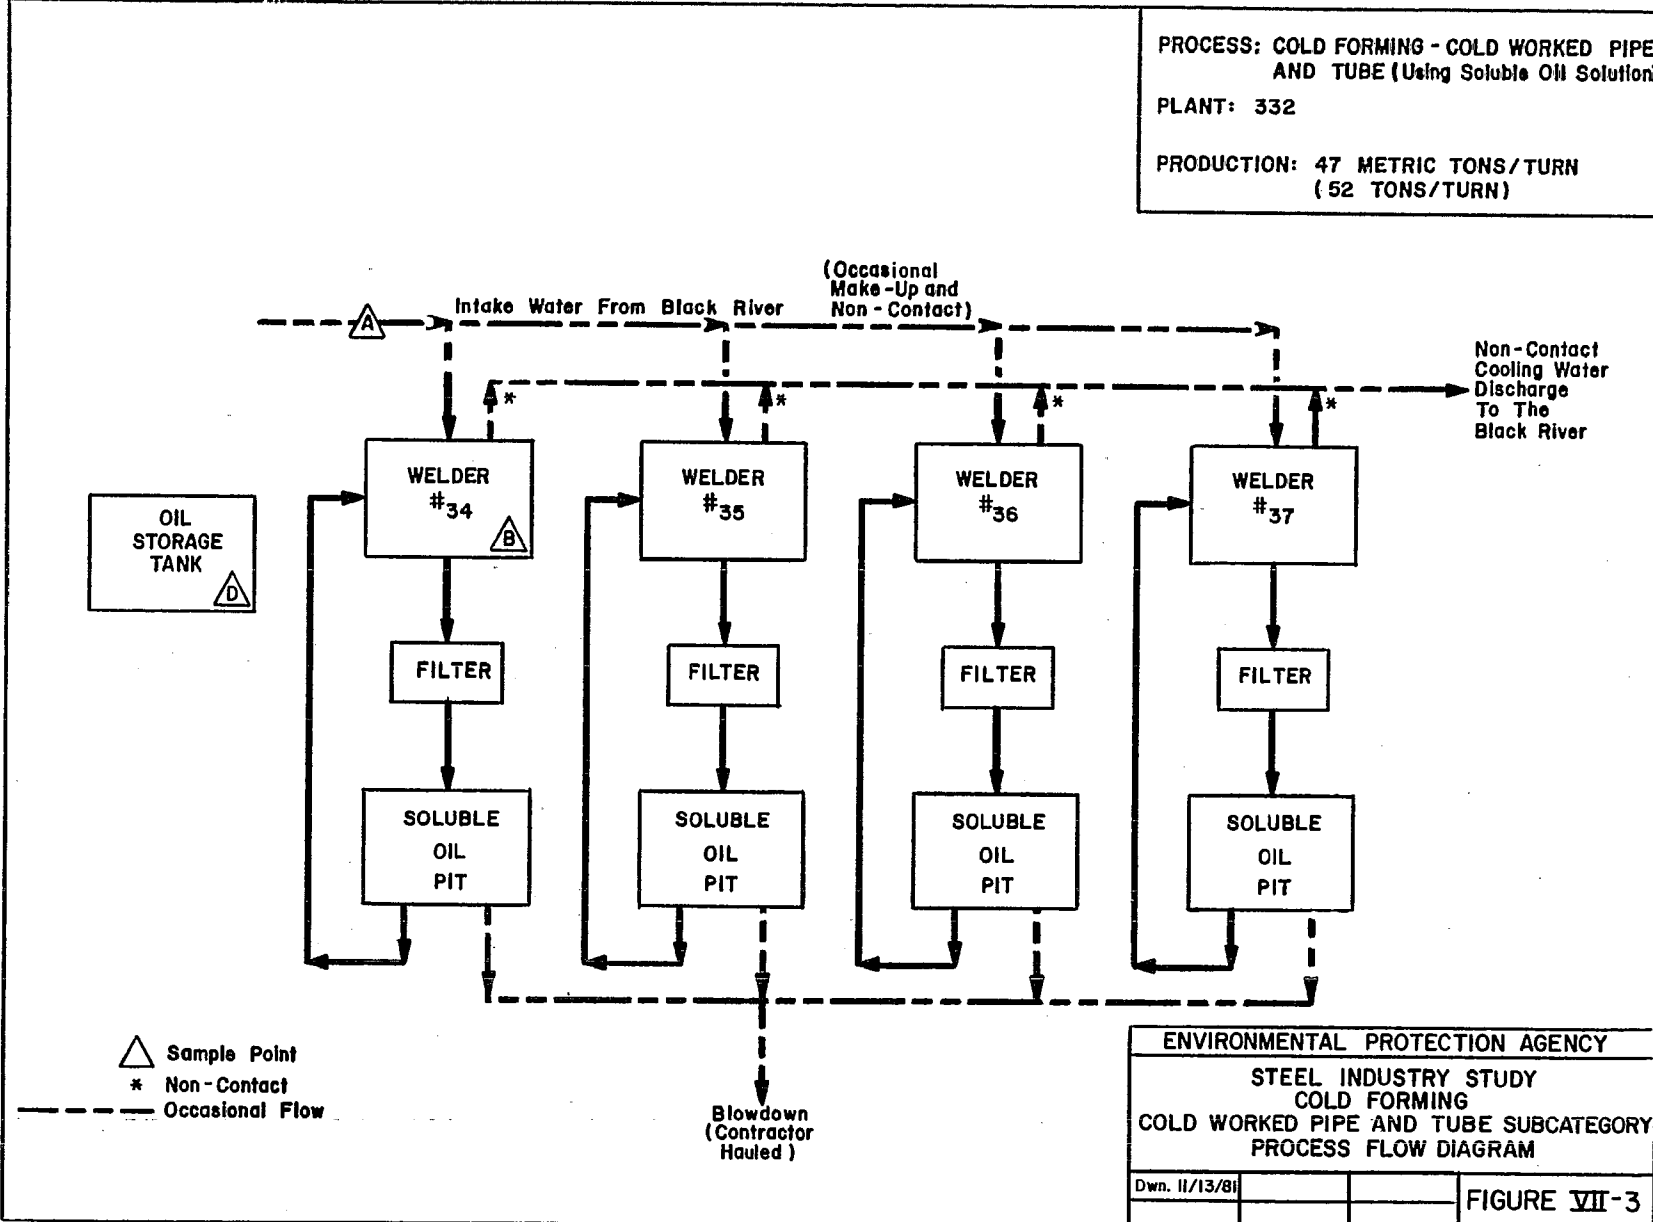 PROCESS: COLD FORMING - COLD WORKED PIPE
AND TUBE (Using Soluble Oil Solution)
PLANT: 332
PRODUCTION: 47 METRIC TONS/TURN
(52 TONS/TURN)
(Occasional
Make-Up and
Non-Contact)
Intake Water From Black River
A
Non-Contact
Cooling Water
Discharge
To The
Black River
*
*
*
*
WELDER
#34
B
WELDER
#35
WELDER
#36
WELDER
#37
OIL
STORAGE
TANK
D
FILTER
FILTER
FILTER
FILTER
SOLUBLE
OIL
PIT
SOLUBLE
OIL
PIT
SOLUBLE
OIL
PIT
SOLUBLE
OIL
PIT
Sample Point
* Non-Contact
Occasional Flow
Blowdown
(Contractor
Hauled)
ENVIRONMENTAL PROTECTION AGENCY
STEEL INDUSTRY STUDY
COLD FORMING
COLD WORKED PIPE AND TUBE SUBCATEGORY
PROCESS FLOW DIAGRAM
Dwn. 11/13/81
FIGURE VII-3